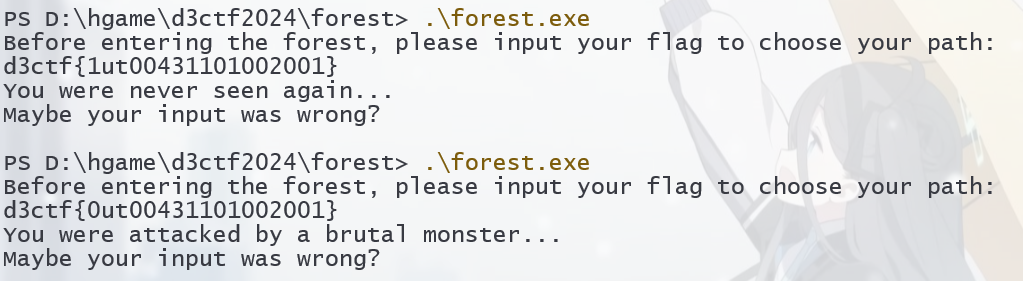 PS D:\hgame\d3ctf2024\forest> .\forest.exe
Before entering the forest, please input your flag to choose your path:
d3ctf{1ut00431101002001}
You were never seen again...
Maybe your input was wrong?
PS D:\hgame\d3ctf2024\forest> .\forest.exe
Before entering the forest, please input your flag to choose your path:
d3ctf{0ut00431101002001}
You were attacked by a brutal monster...
Maybe your input was wrong?